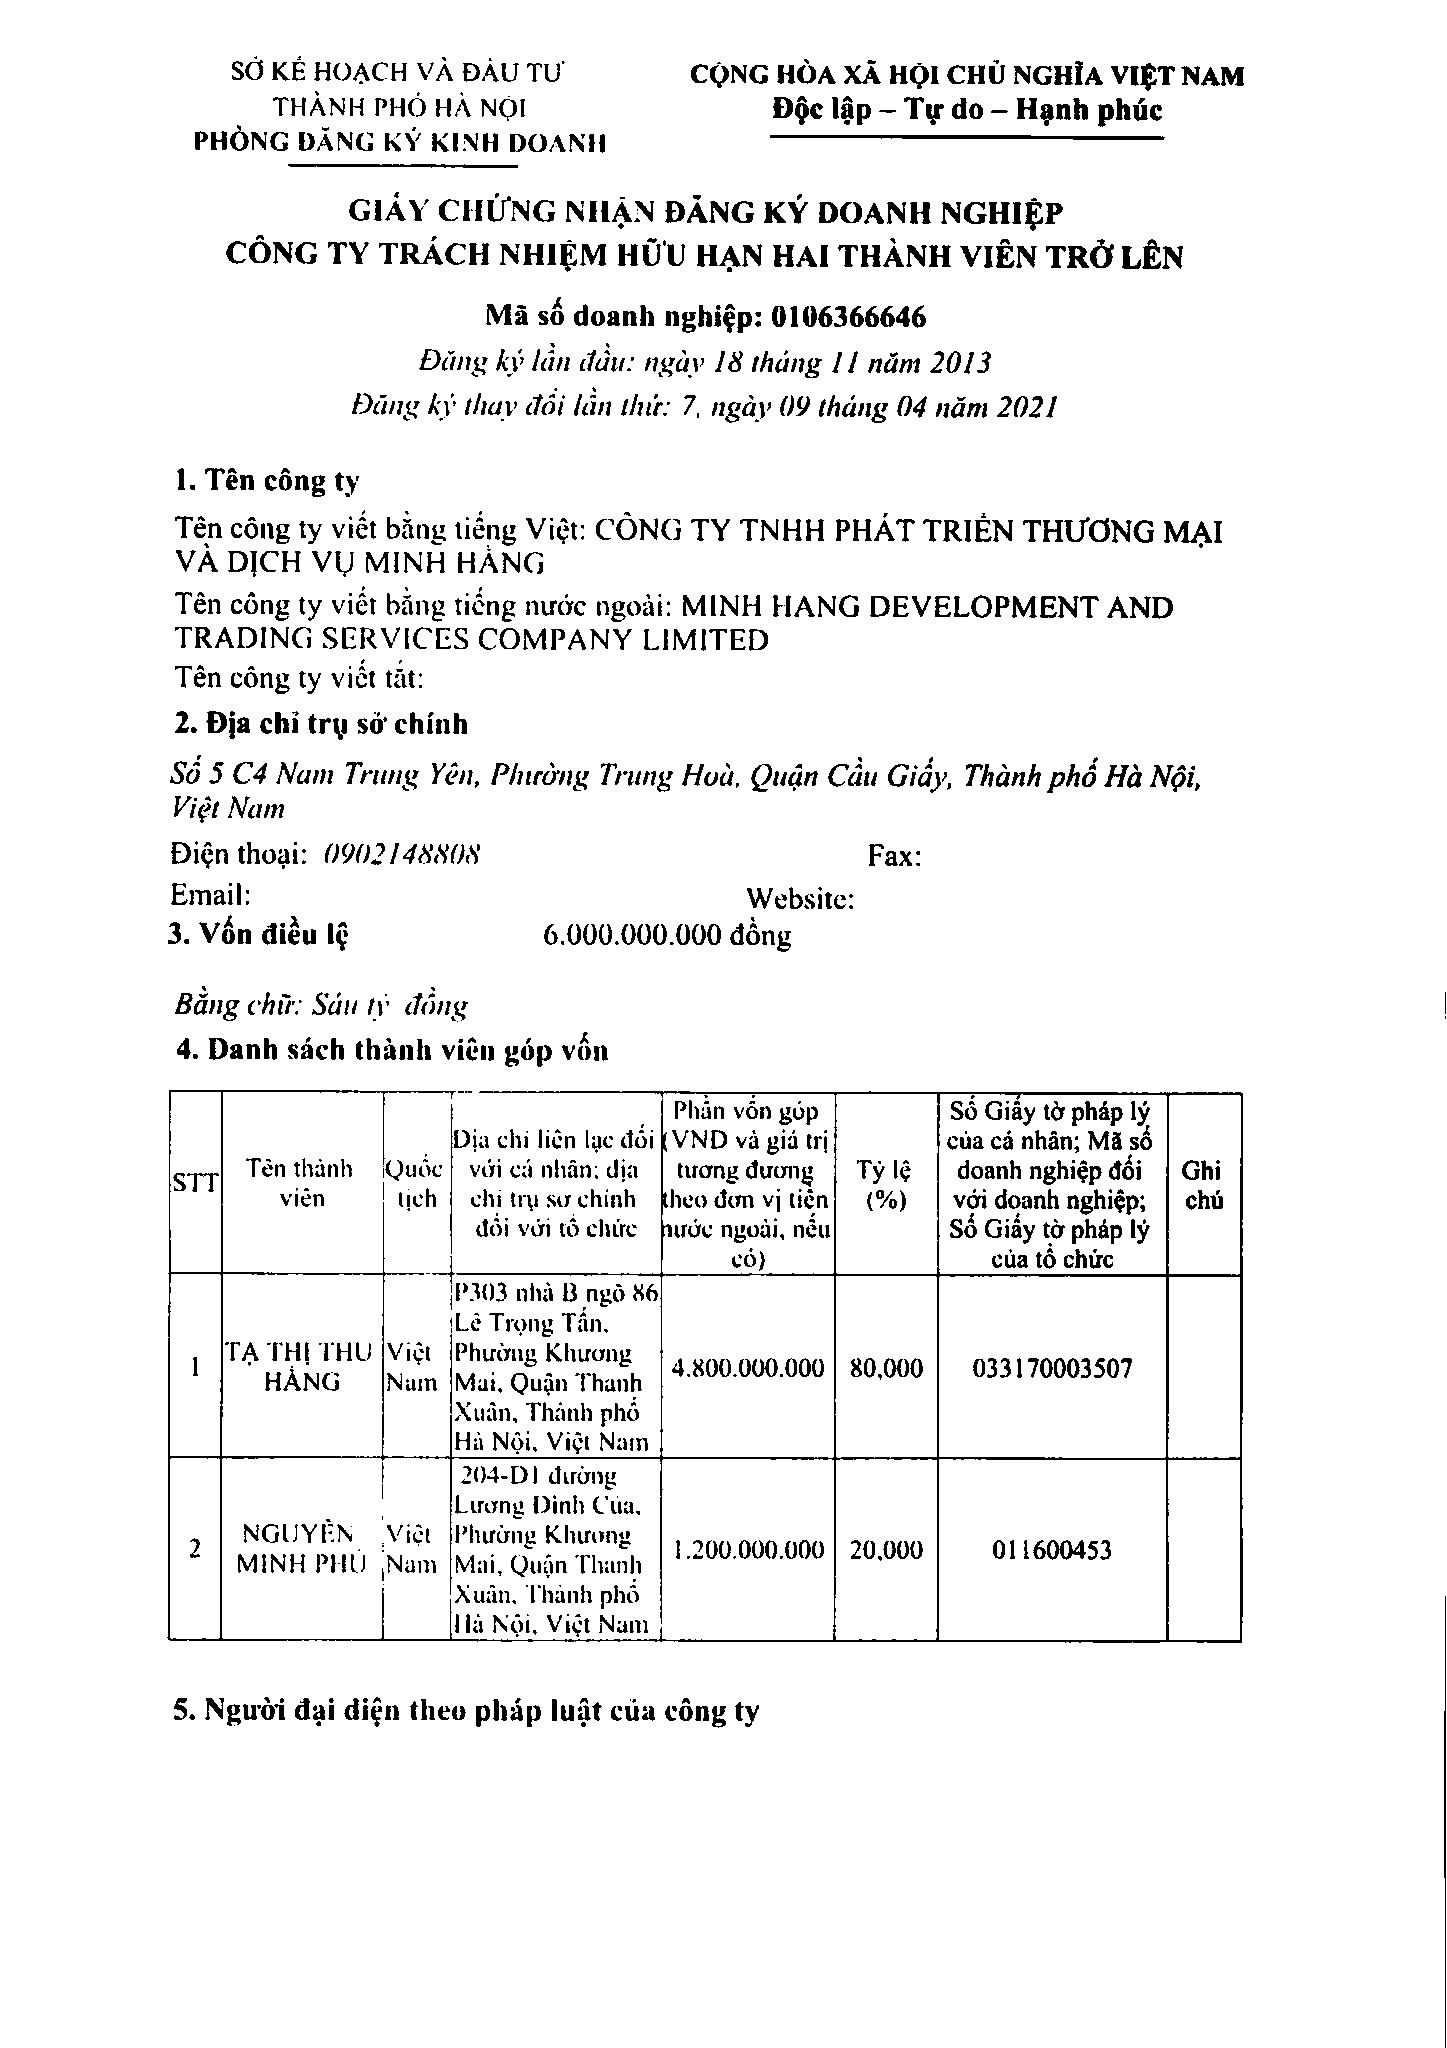 SỞ KẾ HOẠCH VÀ ĐẦU TƯ
THÀNH PHỐ HÀ NỘI
PHÒNG ĐĂNG KÝ KINH DOANH
CỘNG HÒA XÃ HỘI CHỦ NGHĨA VIỆT NAM
Độc lập – Tự do – Hạnh phúc
GIẤY CHỨNG NHẬN ĐĂNG KÝ DOANH NGHIỆP
CÔNG TY TRÁCH NHIỆM HỮU HẠN HAI THÀNH VIÊN TRỞ LÊN
Mã số doanh nghiệp: 0106366646
Đăng ký lần đầu: ngày 18 tháng 11 năm 2013
Đăng ký thay đổi lần thứ: 7, ngày 09 tháng 04 năm 2021
1. Tên công ty
Tên công ty viết bằng tiếng Việt: CÔNG TY TNHH PHÁT TRIỂN THƯƠNG MẠI
VÀ DỊCH VỤ MINH HẰNG
Tên công ty viết bằng tiếng nước ngoài: MINH HANG DEVELOPMENT AND
TRADING SERVICES COMPANY LIMITED
Tên công ty viết tắt:
2. Địa chỉ trụ sở chính
Số 5 C4 Nam Trung Yên, Phường Trung Hoà, Quận Cầu Giấy, Thành phố Hà Nội,
Việt Nam
Điện thoại: 0902148808
Fax:
Email:
Website:
3. Vốn điều lệ 6.000.000.000 đồng
Bằng chữ: Sáu tỷ đồng
4. Danh sách thành viên góp vốn
STT
Tên thành
viên
Quốc
tịch
Địa chỉ liên lạc đối
với cá nhân; địa
chỉ trụ sở chính
đối với tổ chức
Phần vốn góp
(VNĐ và giá trị
tương đương
theo đơn vị tiền
nước ngoài, nếu
có)
Tỷ lệ
(%)
Số Giấy tờ pháp lý
của cá nhân; Mã số
doanh nghiệp đối
với doanh nghiệp;
Số Giấy tờ pháp lý
của tổ chức
Ghi
chú
1
TẠ THỊ THU
HẰNG
Việt
Nam
P303 nhà B ngõ 86
Lê Trọng Tấn,
Phường Khương
Mai, Quận Thanh
Xuân, Thành phố
Hà Nội, Việt Nam
4.800.000.000
80,000
033170003507
2
NGUYỄN
MINH PHÚ
Việt
Nam
204-D1 đường
Lương Đình Của,
Phường Khương
Mai, Quận Thanh
Xuân, Thành phố
Hà Nội, Việt Nam
1.200.000.000
20,000
011600453
5. Người đại diện theo pháp luật của công ty